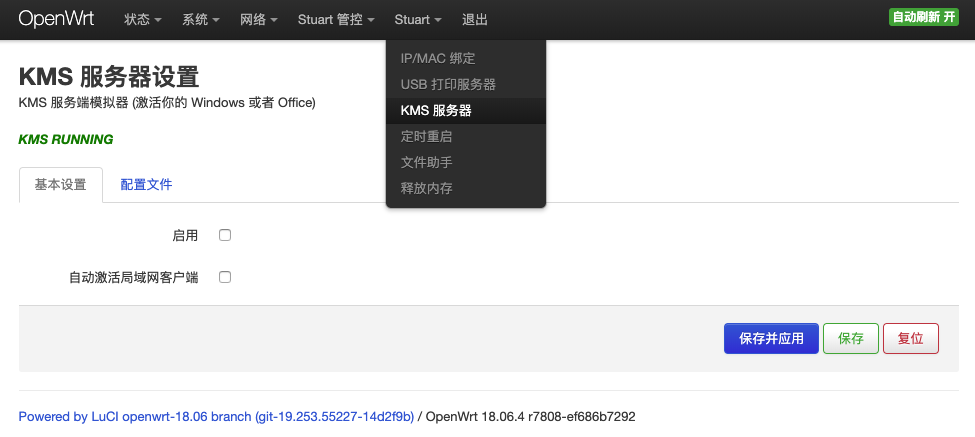 OpenWrt 状态 系统 网络 Stuart 管控 Stuart 退出 自动刷新 开
IP/MAC 绑定
USB 打印服务器
KMS 服务器
定时重启
文件助手
释放内存
KMS 服务器设置
KMS 服务端模拟器 (激活你的 Windows 或者 Office)
KMS RUNNING
基本设置 配置文件
启用
自动激活局域网客户端
保存并应用 保存 复位
Powered by LuCI openwrt-18.06 branch (git-19.253.55227-14d2f9b) / OpenWrt 18.06.4 r7808-ef686b7292